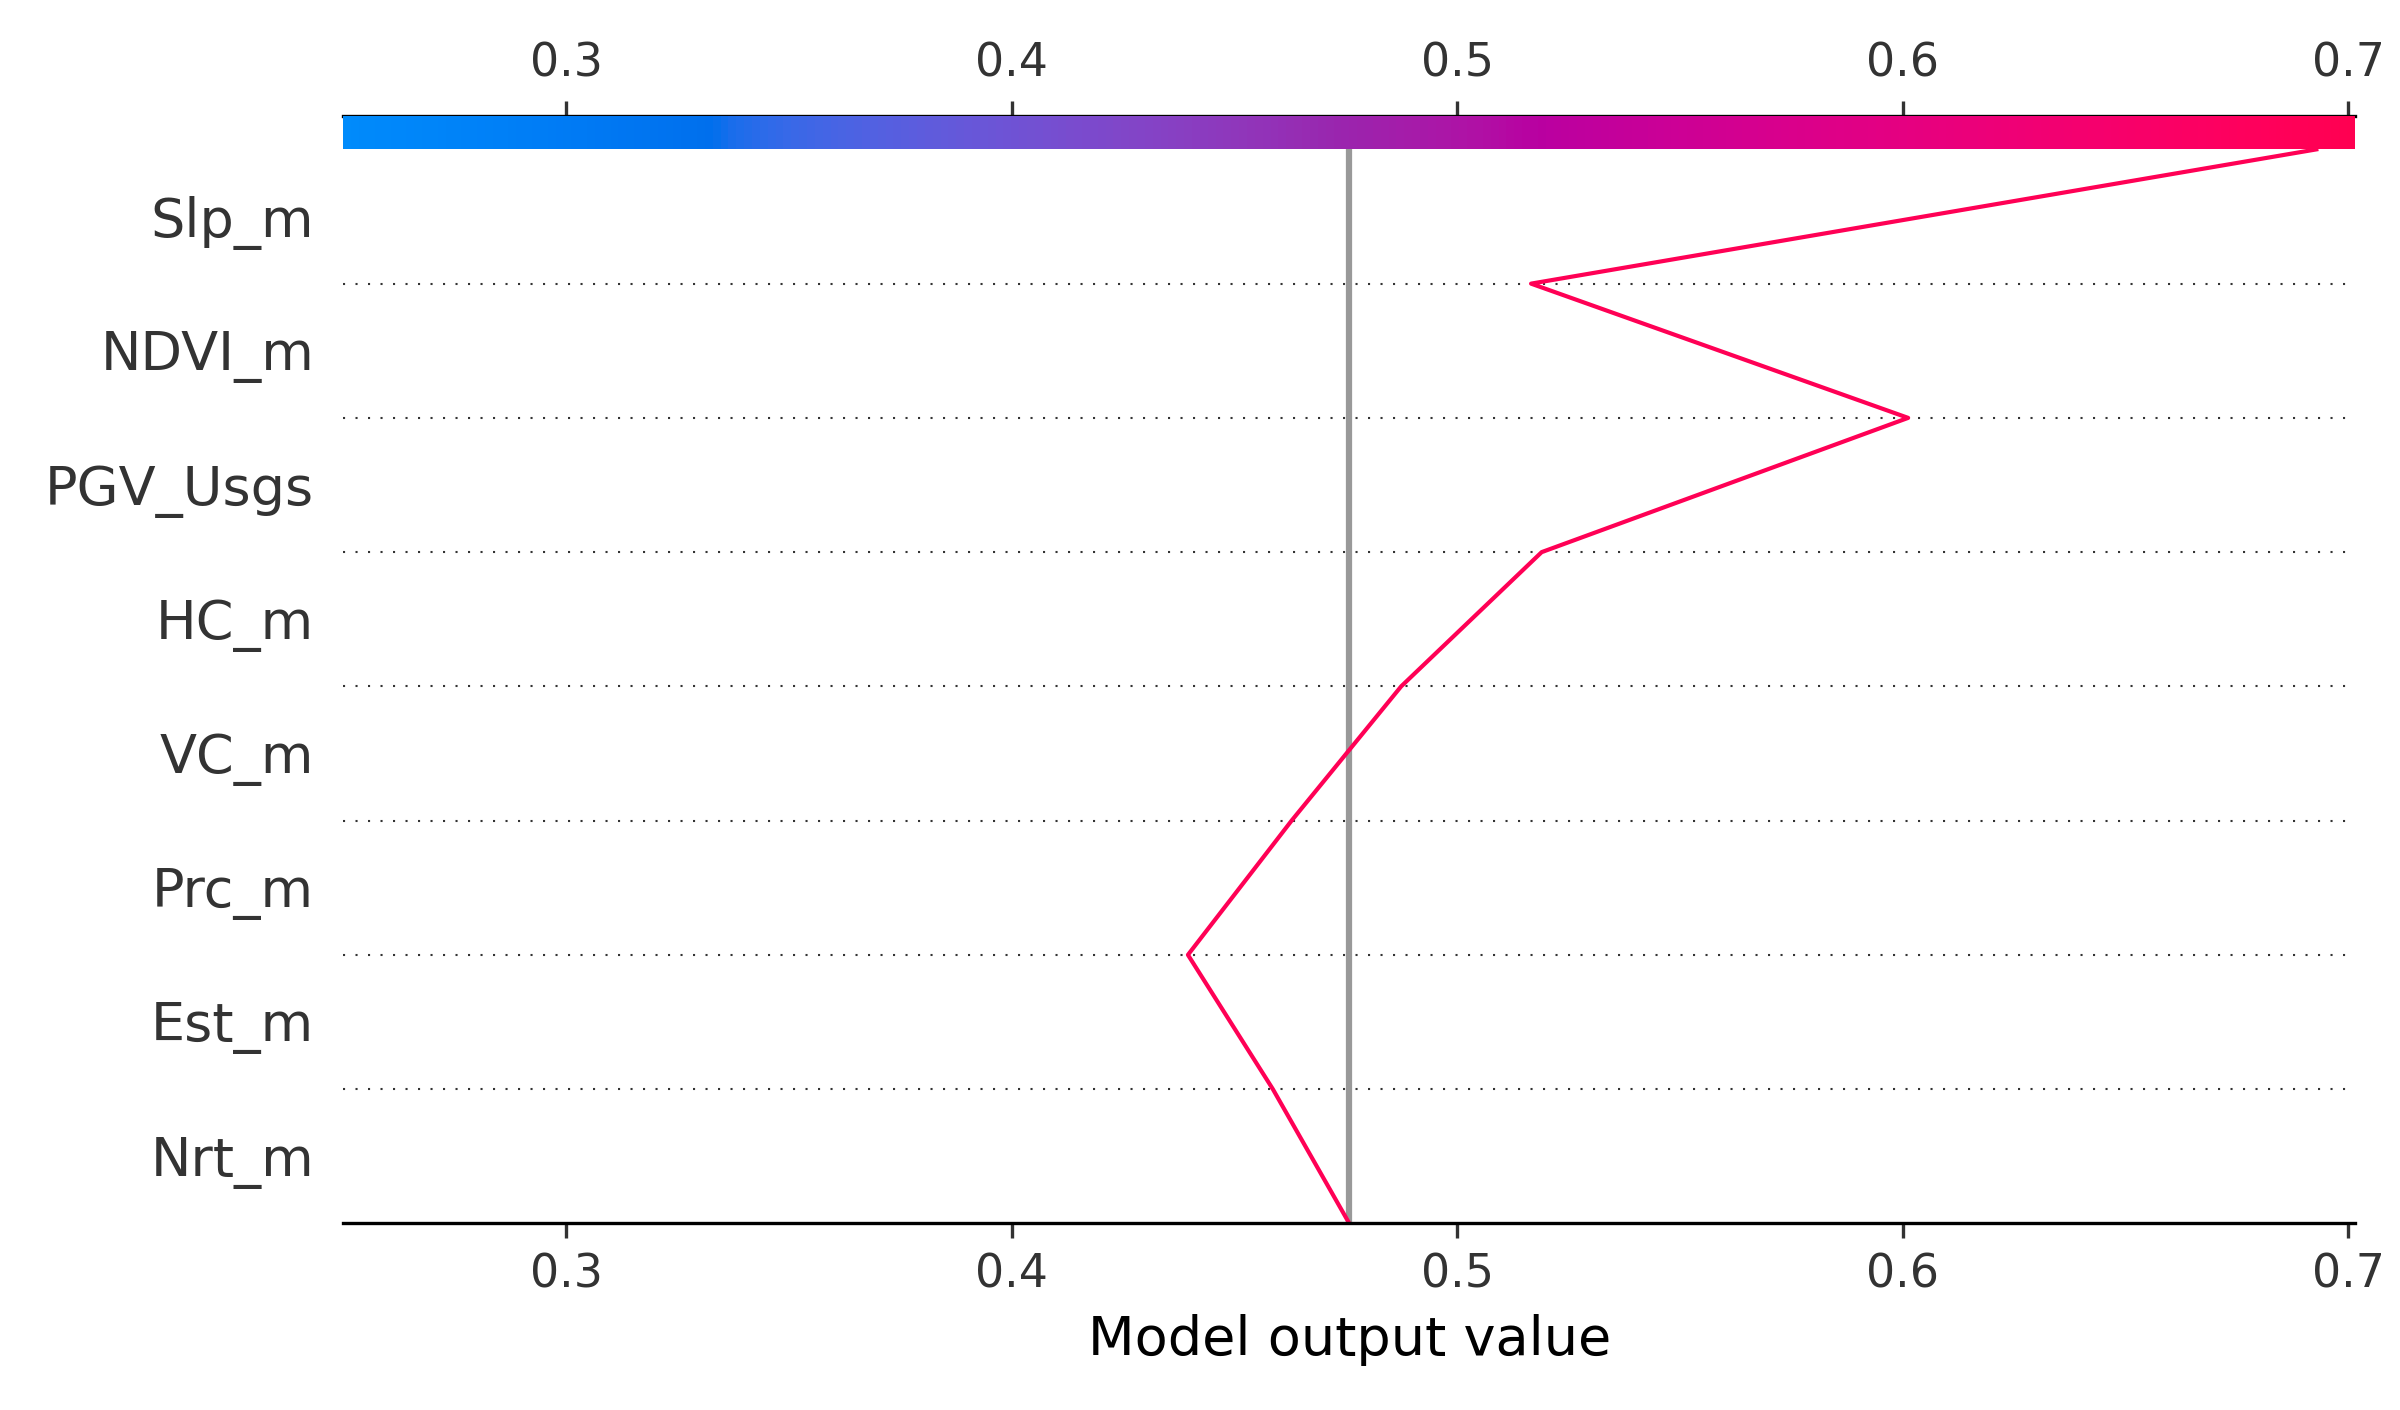 0.3 0.4 0.5 0.6 0.7
Slp_m
NDVI_m
PGV_Usgs
HC_m
VC_m
Prc_m
Est_m
Nrt_m
0.3 0.4 0.5 0.6 0.7
Model output value